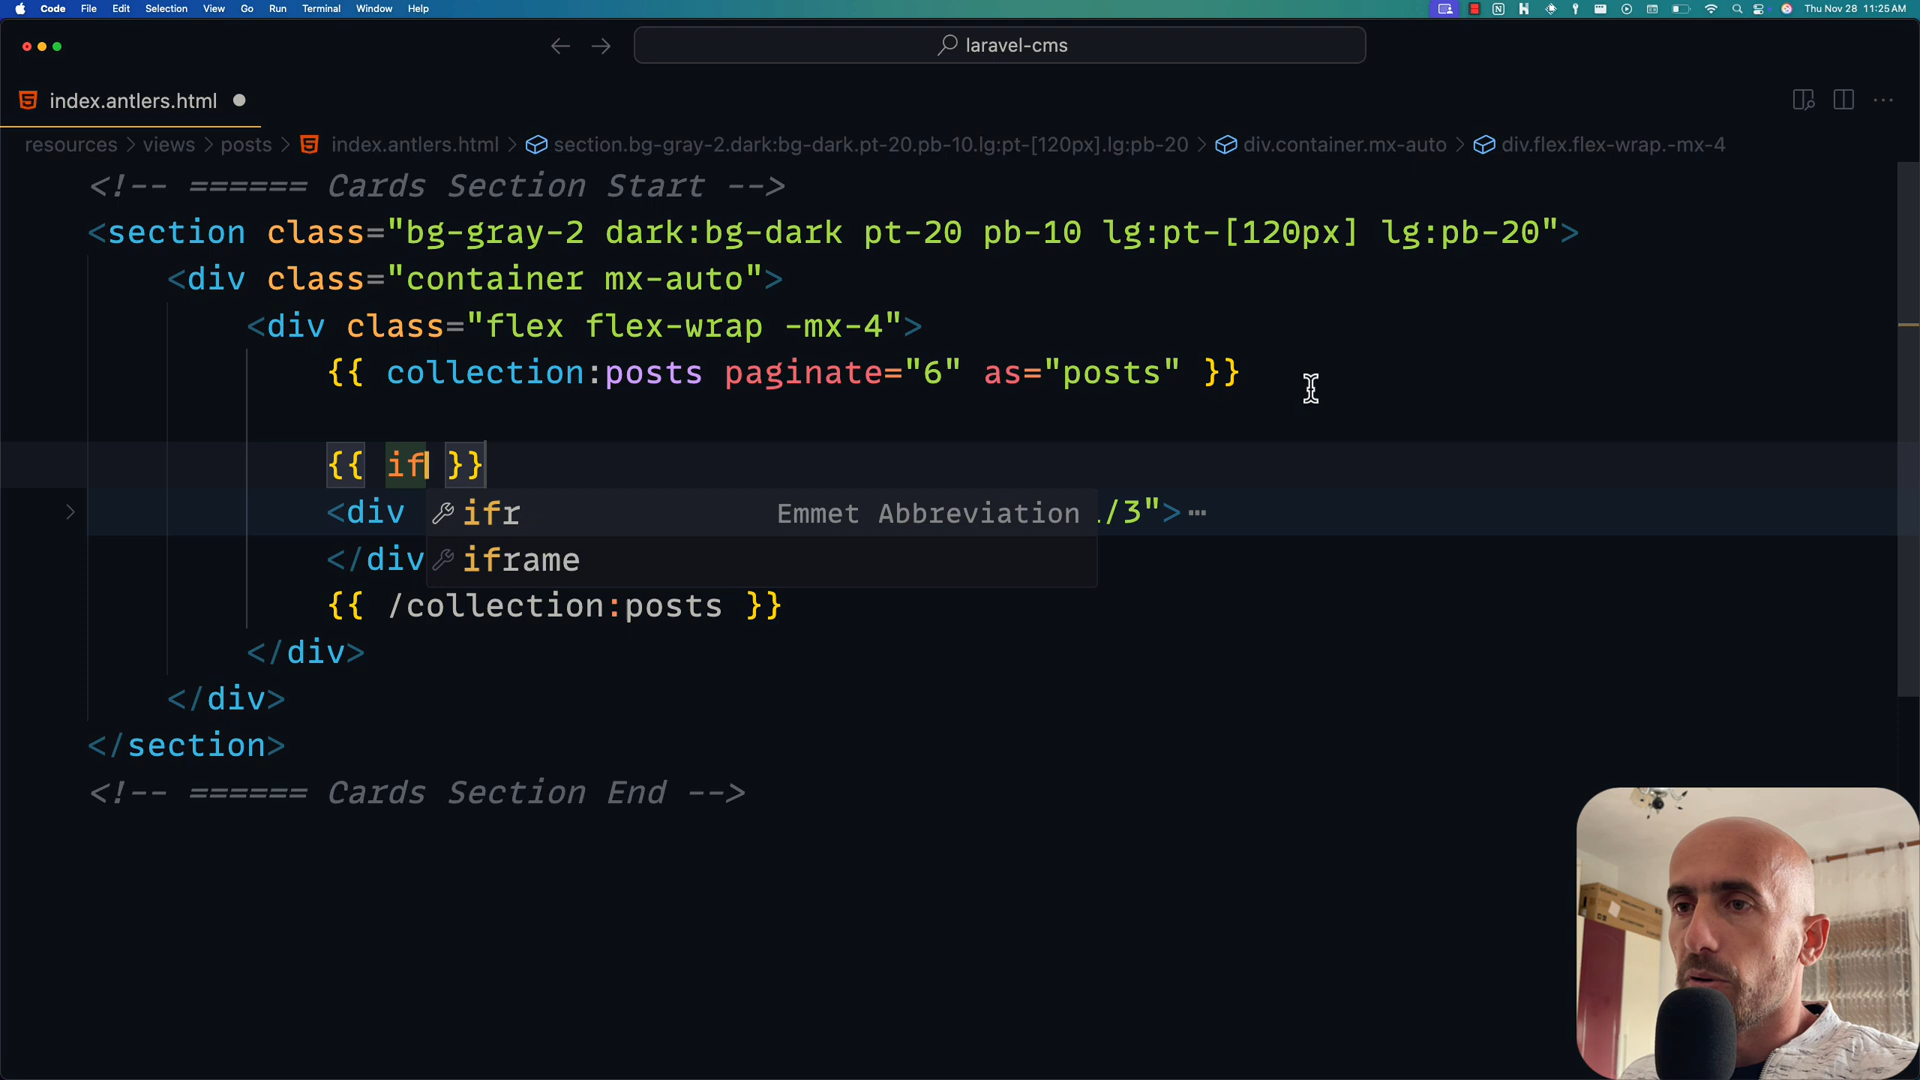 Code File Edit Selection View Go Run Terminal Window Help Thu Nov 28 11:25 AM
laravel-cms
index.antlers.html
resources > views > posts > index.antlers.html > section.bg-gray-2.dark:bg-dark.pt-20.pb-10.lg:pt-[120px].lg:pb-20 > div.container.mx-auto > div.flex.flex-wrap.-mx-4
<!-- ====== Cards Section Start -->
<section class="bg-gray-2 dark:bg-dark pt-20 pb-10 lg:pt-[120px] lg:pb-20">
<div class="container mx-auto">
<div class="flex flex-wrap -mx-4">
{{ collection:posts paginate="6" as="posts" }}
{{ if }}
<div /3"> …
ifr Emmet Abbreviation
</div
iframe
{{ /collection:posts }}
</div>
</div>
</section>
<!-- ====== Cards Section End -->